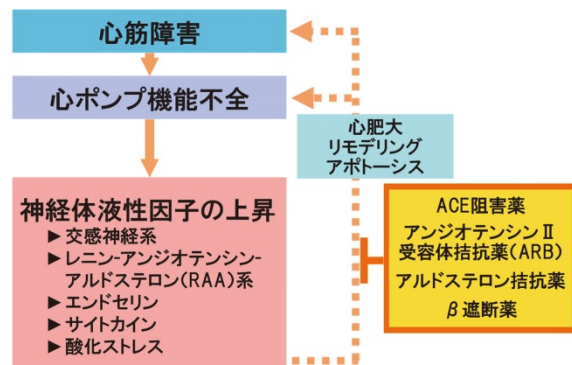 心筋障害
心ポンプ機能不全
心肥大
リモデリング
アポトーシス
神経体液性因子の上昇
▶ 交感神経系
▶ レニン-アンジオテンシン-
アルドステロン(RAA)系
▶ エンドセリン
▶ サイトカイン
▶ 酸化ストレス
ACE阻害薬
アンジオテンシンⅡ
受容体拮抗薬(ARB)
アルドステロン拮抗薬
β遮断薬